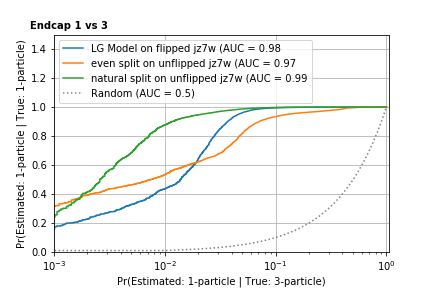 Endcap 1 vs 3
LG Model on flipped jz7w (AUC = 0.98
even split on unflipped jz7w (AUC = 0.97
natural split on unflipped jz7w (AUC = 0.99
Random (AUC = 0.5)
Pr(Estimated: 1-particle | True: 1-particle)
1.4
1.2
1.0
0.8
0.6
0.4
0.2
0.0
10⁻³ 10⁻² 10⁻¹ 10⁰
Pr(Estimated: 1-particle | True: 3-particle)